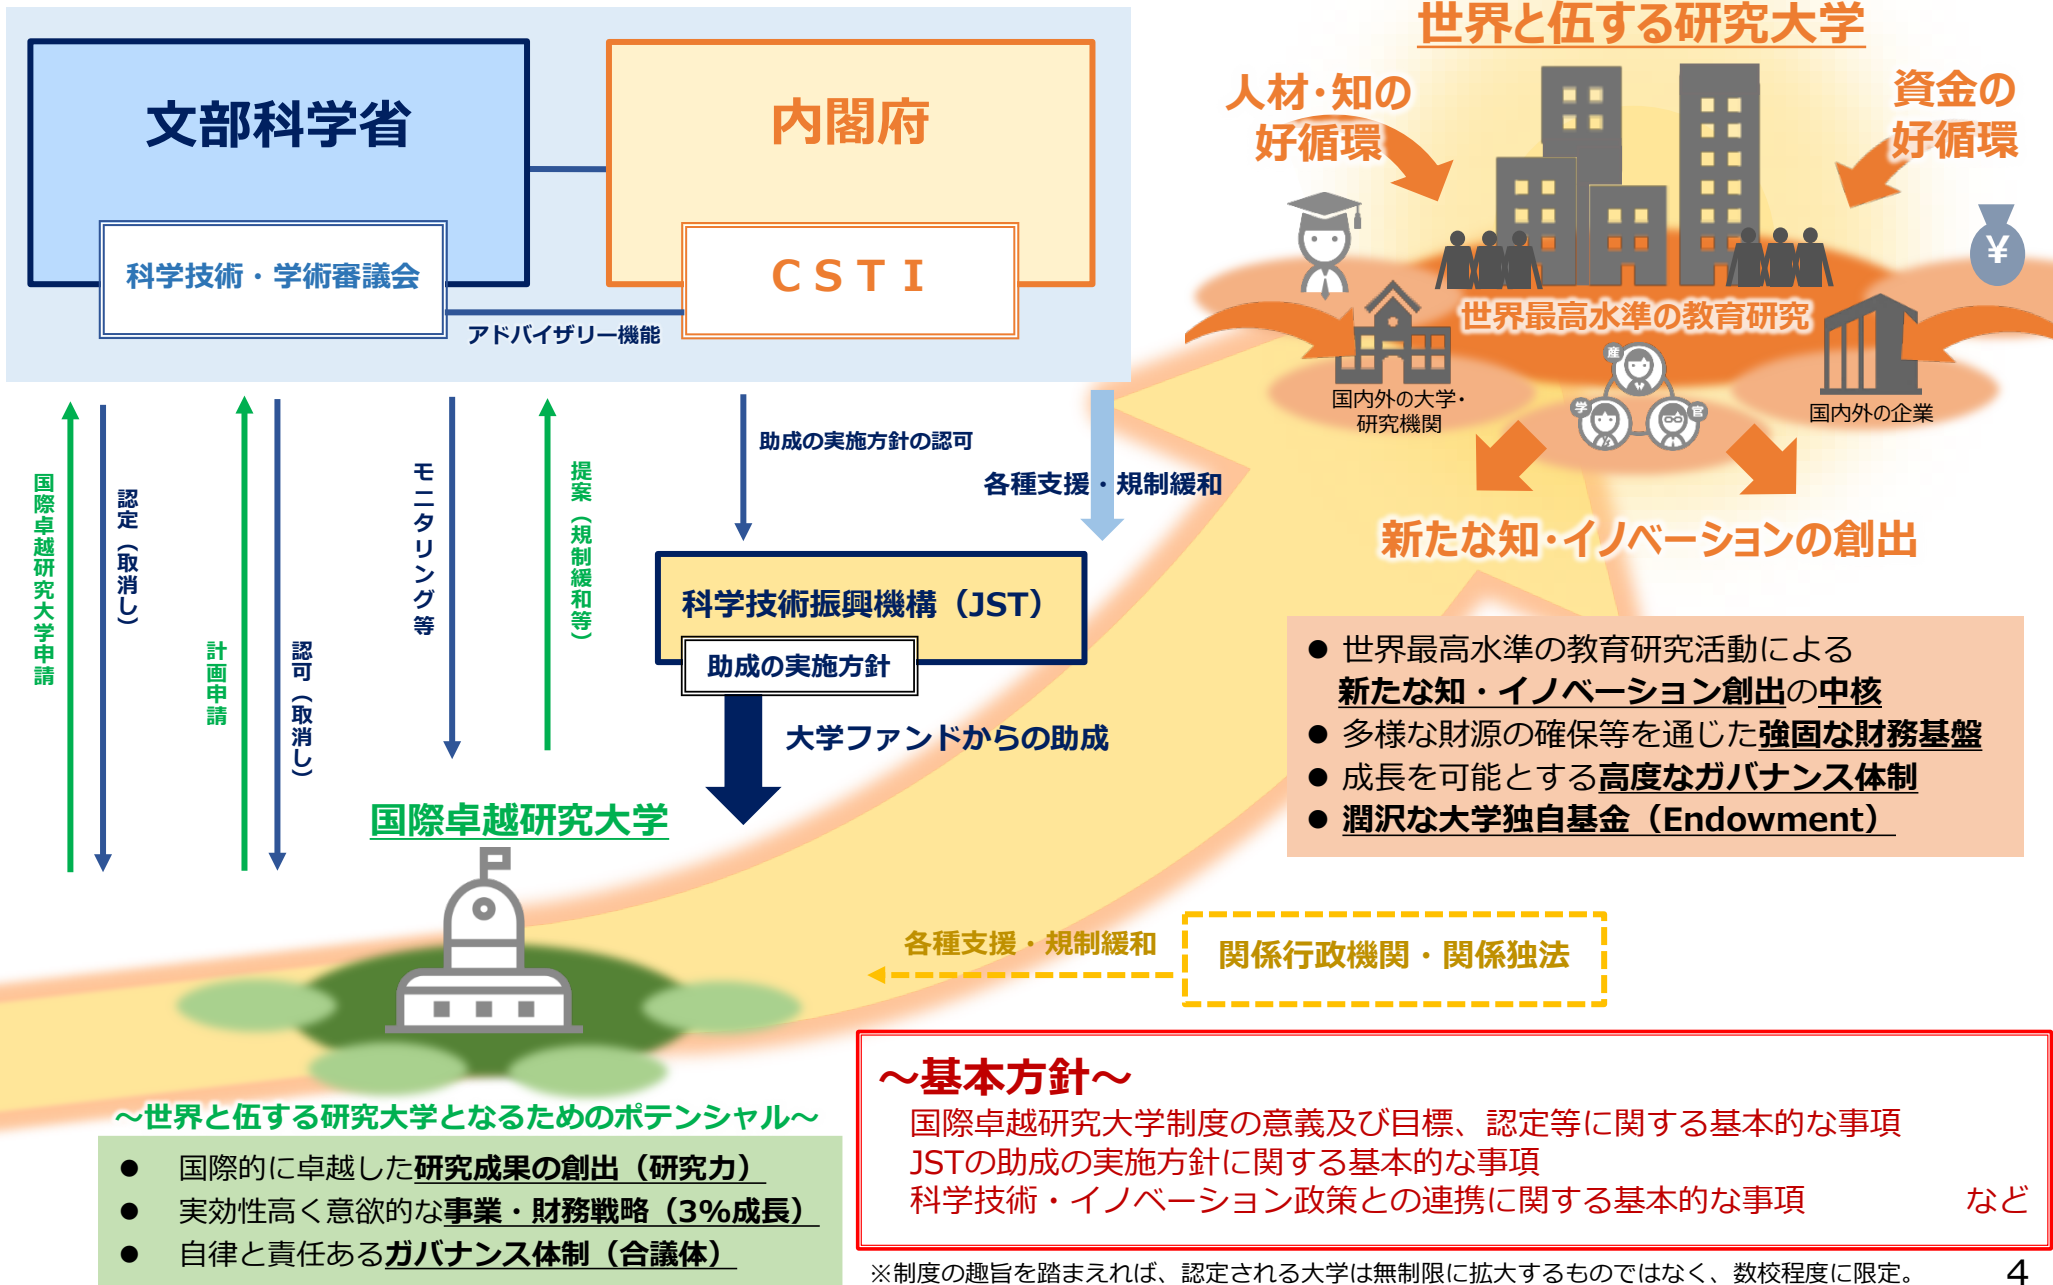 文部科学省
内閣府
科学技術・学術審議会
ＣＳＴＩ
アドバイザリー機能
国際卓越研究大学申請
認定（取消し）
計画申請
認可（取消し）
モニタリング等
提案（規制緩和等）
助成の実施方針の認可
各種支援・規制緩和
科学技術振興機構（JST）
助成の実施方針
大学ファンドからの助成
国際卓越研究大学
世界と伍する研究大学
人材・知の
好循環
資金の
好循環
¥
世界最高水準の教育研究
産
学
官
国内外の大学・
研究機関
国内外の企業
新たな知・イノベーションの創出
● 世界最高水準の教育研究活動による
新たな知・イノベーション創出の中核
● 多様な財源の確保等を通じた強固な財務基盤
● 成長を可能とする高度なガバナンス体制
● 潤沢な大学独自基金（Endowment）
各種支援・規制緩和
関係行政機関・関係独法
～世界と伍する研究大学となるためのポテンシャル～
● 国際的に卓越した研究成果の創出（研究力）
● 実効性高く意欲的な事業・財務戦略（3%成長）
● 自律と責任あるガバナンス体制（合議体）
～基本方針～
国際卓越研究大学制度の意義及び目標、認定等に関する基本的な事項
JSTの助成の実施方針に関する基本的な事項
科学技術・イノベーション政策との連携に関する基本的な事項 など
※制度の趣旨を踏まえれば、認定される大学は無制限に拡大するものではなく、数校程度に限定。
4